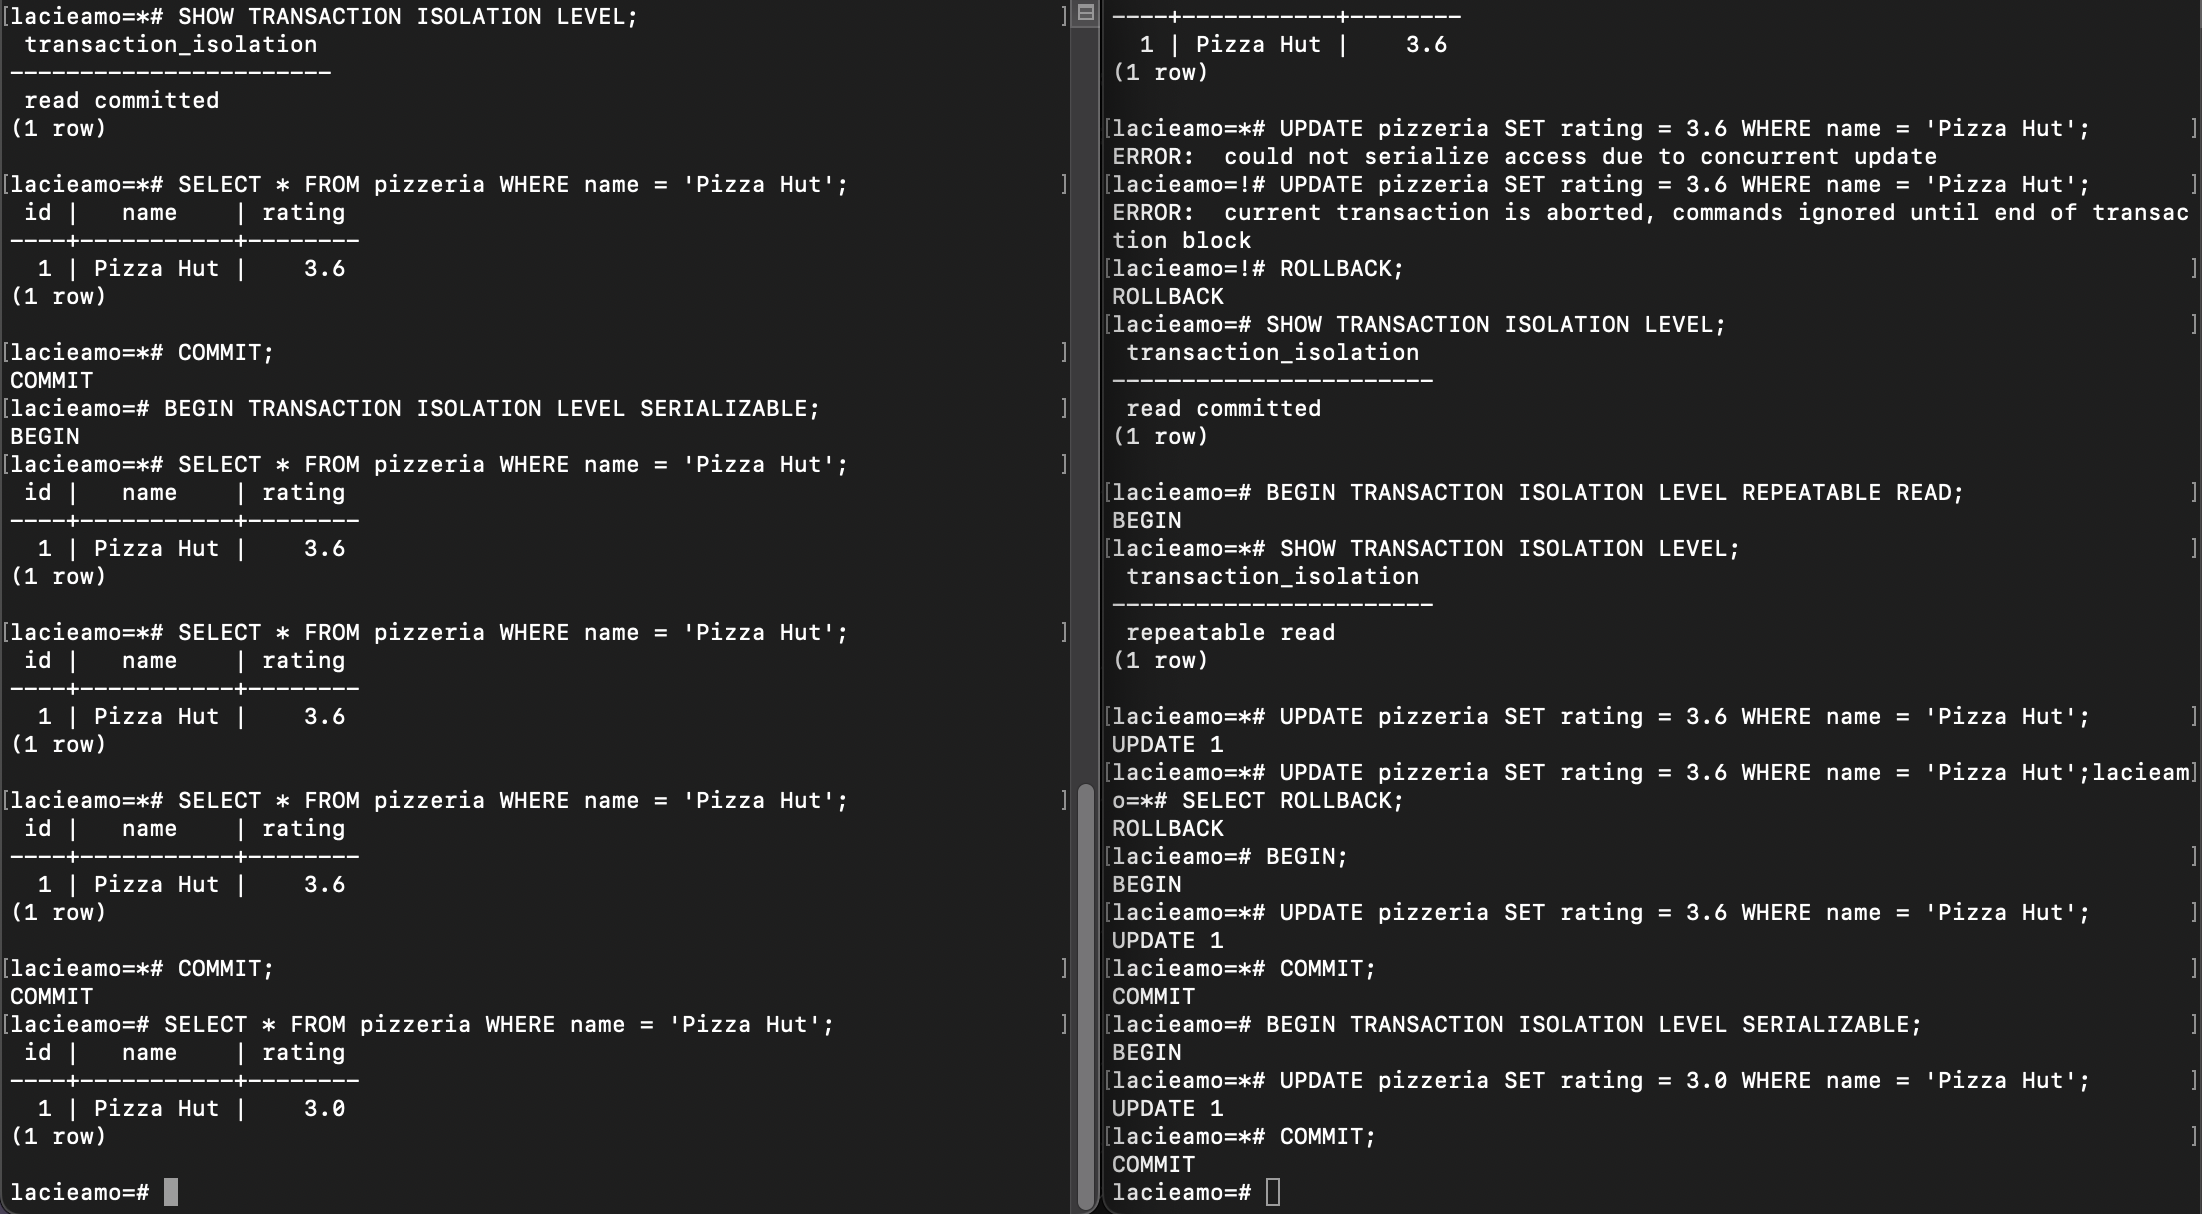 [lacieamo=*# SHOW TRANSACTION ISOLATION LEVEL; ]
 transaction_isolation
-----------------------
 read committed
(1 row)

[lacieamo=*# SELECT * FROM pizzeria WHERE name = 'Pizza Hut'; ]
 id |   name    | rating
----+-----------+--------
  1 | Pizza Hut |    3.6
(1 row)

[lacieamo=*# COMMIT; ]
COMMIT
[lacieamo=# BEGIN TRANSACTION ISOLATION LEVEL SERIALIZABLE; ]
BEGIN
[lacieamo=*# SELECT * FROM pizzeria WHERE name = 'Pizza Hut'; ]
 id |   name    | rating
----+-----------+--------
  1 | Pizza Hut |    3.6
(1 row)

[lacieamo=*# SELECT * FROM pizzeria WHERE name = 'Pizza Hut'; ]
 id |   name    | rating
----+-----------+--------
  1 | Pizza Hut |    3.6
(1 row)

[lacieamo=*# SELECT * FROM pizzeria WHERE name = 'Pizza Hut'; ]
 id |   name    | rating
----+-----------+--------
  1 | Pizza Hut |    3.6
(1 row)

[lacieamo=*# COMMIT; ]
COMMIT
[lacieamo=# SELECT * FROM pizzeria WHERE name = 'Pizza Hut'; ]
 id |   name    | rating
----+-----------+--------
  1 | Pizza Hut |    3.0
(1 row)

lacieamo=#
----+-----------+--------
  1 | Pizza Hut |    3.6
(1 row)

[lacieamo=*# UPDATE pizzeria SET rating = 3.6 WHERE name = 'Pizza Hut'; ]
ERROR:  could not serialize access due to concurrent update
[lacieamo=!# UPDATE pizzeria SET rating = 3.6 WHERE name = 'Pizza Hut'; ]
ERROR:  current transaction is aborted, commands ignored until end of transac
tion block
[lacieamo=!# ROLLBACK; ]
ROLLBACK
[lacieamo=# SHOW TRANSACTION ISOLATION LEVEL; ]
 transaction_isolation
-----------------------
 read committed
(1 row)

[lacieamo=# BEGIN TRANSACTION ISOLATION LEVEL REPEATABLE READ; ]
BEGIN
[lacieamo=*# SHOW TRANSACTION ISOLATION LEVEL; ]
 transaction_isolation
-----------------------
 repeatable read
(1 row)

[lacieamo=*# UPDATE pizzeria SET rating = 3.6 WHERE name = 'Pizza Hut'; ]
UPDATE 1
[lacieamo=*# UPDATE pizzeria SET rating = 3.6 WHERE name = 'Pizza Hut';lacieam]
o=*# SELECT ROLLBACK;
ROLLBACK
[lacieamo=# BEGIN; ]
BEGIN
[lacieamo=*# UPDATE pizzeria SET rating = 3.6 WHERE name = 'Pizza Hut'; ]
UPDATE 1
[lacieamo=*# COMMIT; ]
COMMIT
[lacieamo=# BEGIN TRANSACTION ISOLATION LEVEL SERIALIZABLE; ]
BEGIN
[lacieamo=*# UPDATE pizzeria SET rating = 3.0 WHERE name = 'Pizza Hut'; ]
UPDATE 1
[lacieamo=*# COMMIT; ]
COMMIT
lacieamo=#